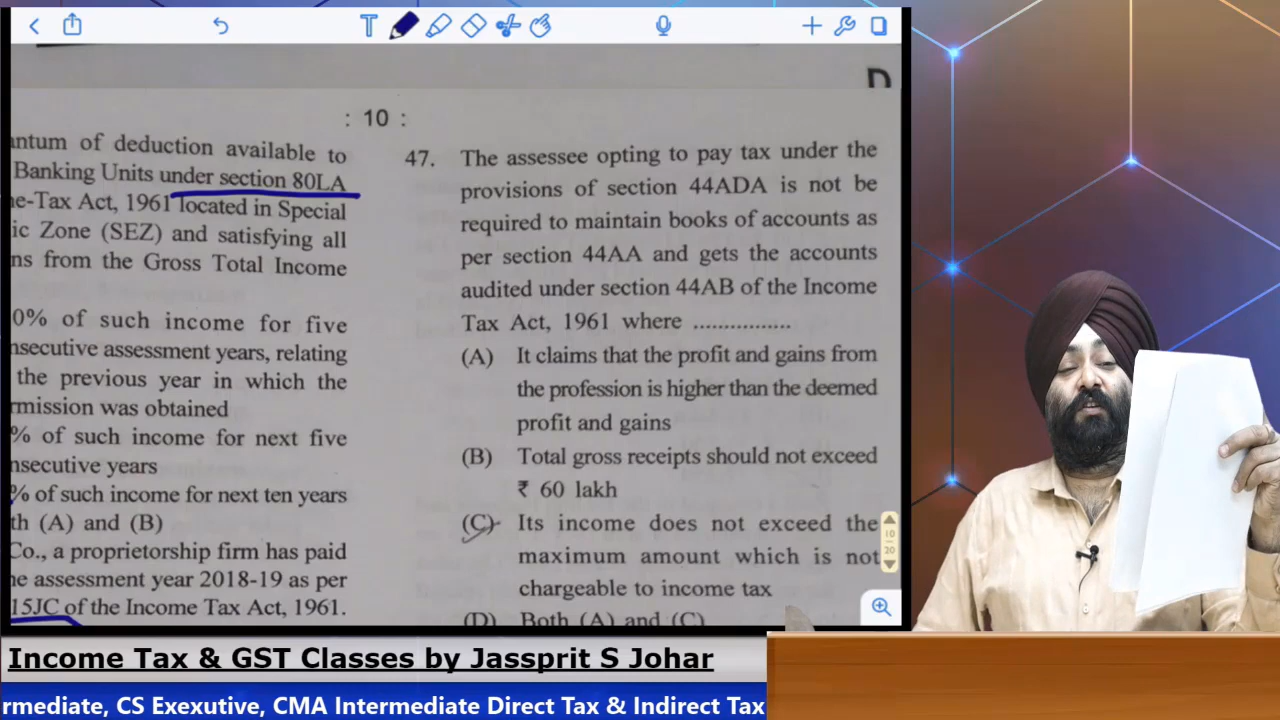 D
: 10 :
ntum of deduction available to
Banking Units under section 80LA
e-Tax Act, 1961 located in Special
ic Zone (SEZ) and satisfying all
ns from the Gross Total Income
0% of such income for five
nsecutive assessment years, relating
the previous year in which the
rmission was obtained
% of such income for next five
nsecutive years
% of such income for next ten years
th (A) and (B)
Co., a proprietorship firm has paid
e assessment year 2018-19 as per
15JC of the Income Tax Act, 1961.
47. The assessee opting to pay tax under the
provisions of section 44ADA is not be
required to maintain books of accounts as
per section 44AA and gets the accounts
audited under section 44AB of the Income
Tax Act, 1961 where ................
(A) It claims that the profit and gains from
the profession is higher than the deemed
profit and gains
(B) Total gross receipts should not exceed
₹ 60 lakh
(C) Its income does not exceed the
maximum amount which is not
chargeable to income tax
(D) Both (A) and (C)
10
20
Income Tax & GST Classes by Jassprit S Johar
rmediate, CS Exexutive, CMA Intermediate Direct Tax & Indirect Tax